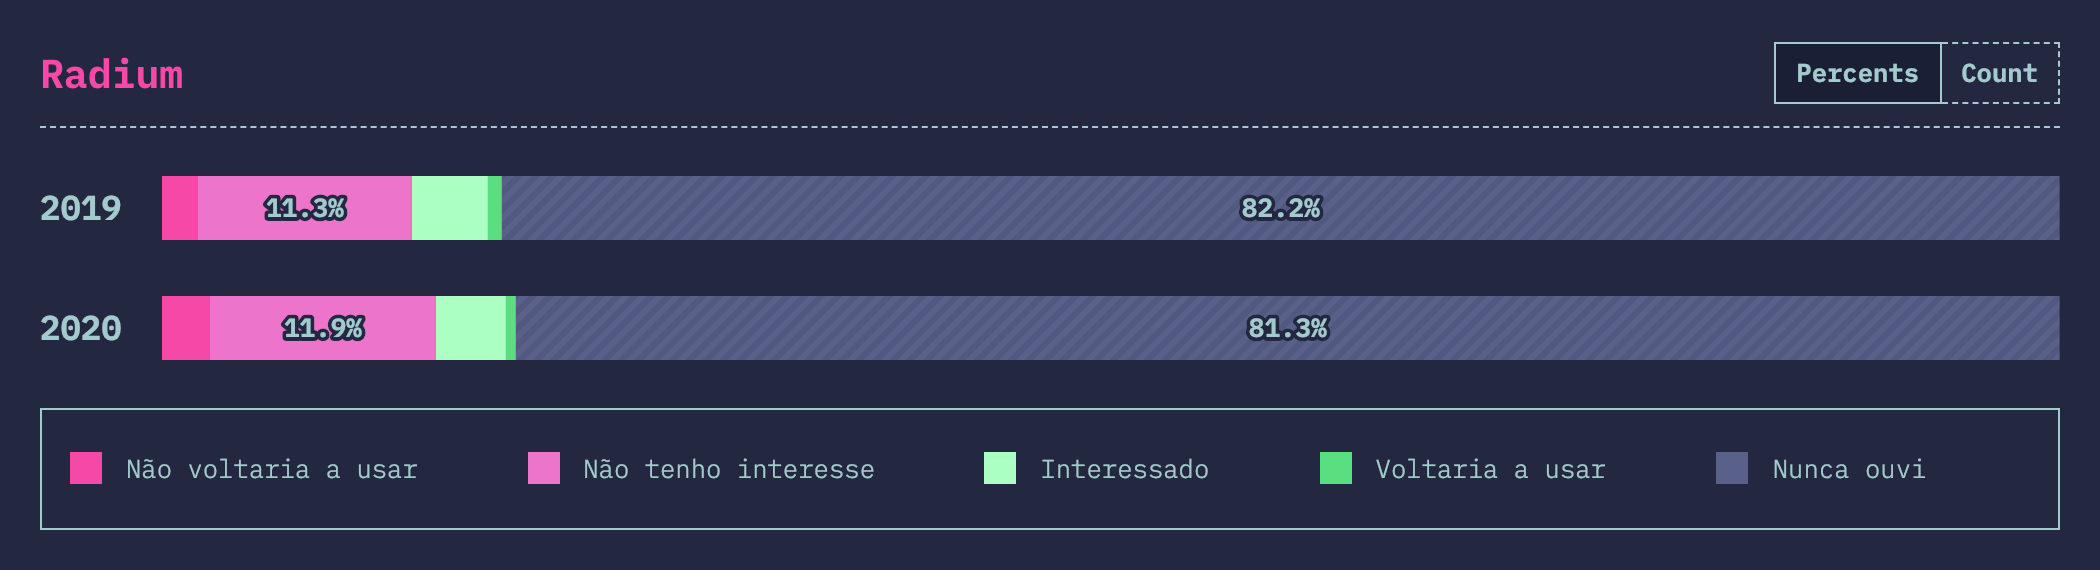 Radium
Percents Count
2019 11.3% 82.2%
2020 11.9% 81.3%
Não voltaria a usar Não tenho interesse Interessado Voltaria a usar Nunca ouvi